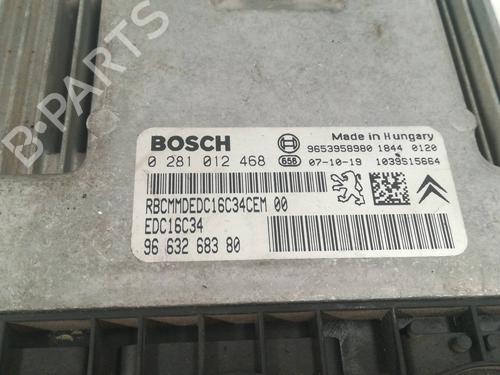 B-PARTS
BOSCH
0 281 012 468
Made in Hungary
9653958980 1844 0120
656 07-10-19 1039S15664
RBCMMDEDC16C34CEM 00
EDC16C34
96 632 683 80